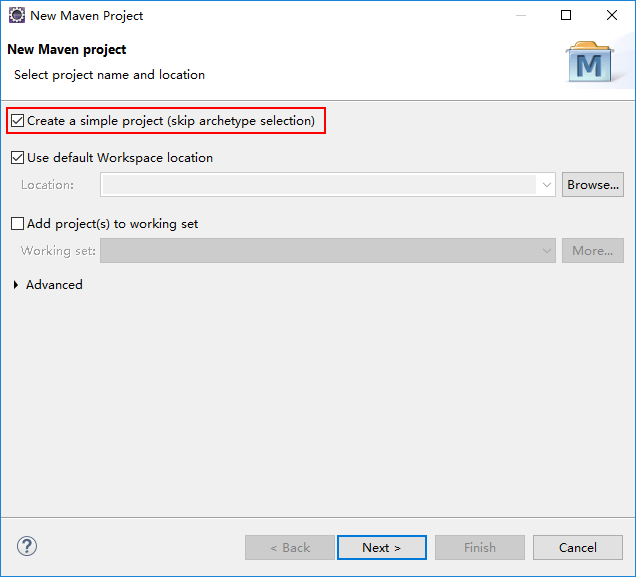 New Maven Project
New Maven project
Select project name and location
M
Create a simple project (skip archetype selection)
Use default Workspace location
Location:
Browse...
Add project(s) to working set
Working set:
More...
Advanced
?
< Back
Next >
Finish
Cancel